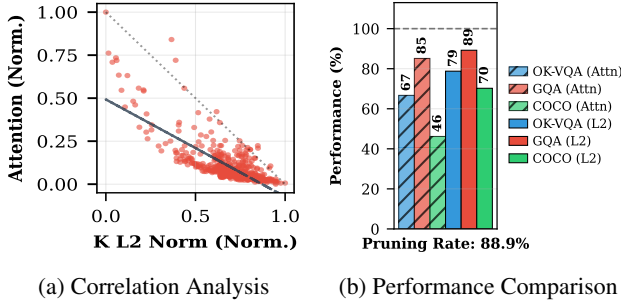 Attention (Norm.)
1.00
0.75
0.50
0.25
0.00
0.0 0.5 1.0
K L2 Norm (Norm.)
(a) Correlation Analysis
Performance (%)
100
80
60
40
20
0
67 85 46 79 89 70
Pruning Rate: 88.9%
OK-VQA (Attn)
GQA (Attn)
COCO (Attn)
OK-VQA (L2)
GQA (L2)
COCO (L2)
(b) Performance Comparison